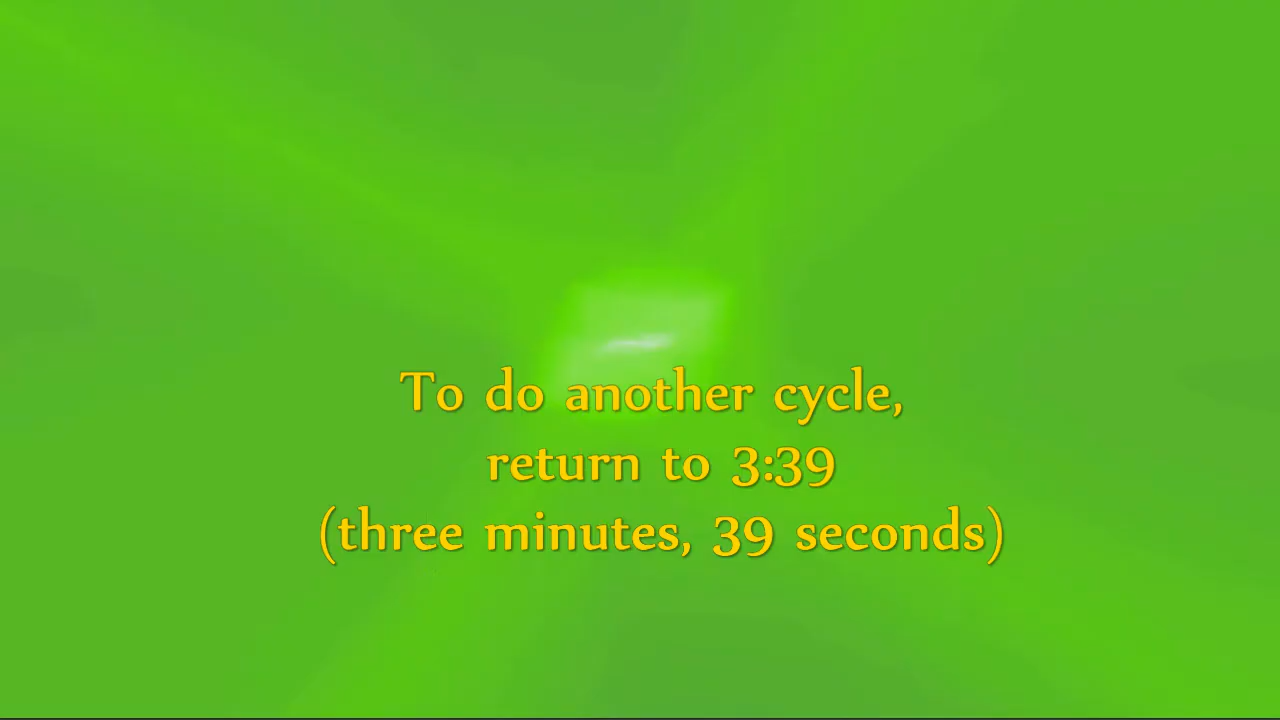 To do another cycle,
return to 3:39
(three minutes, 39 seconds)